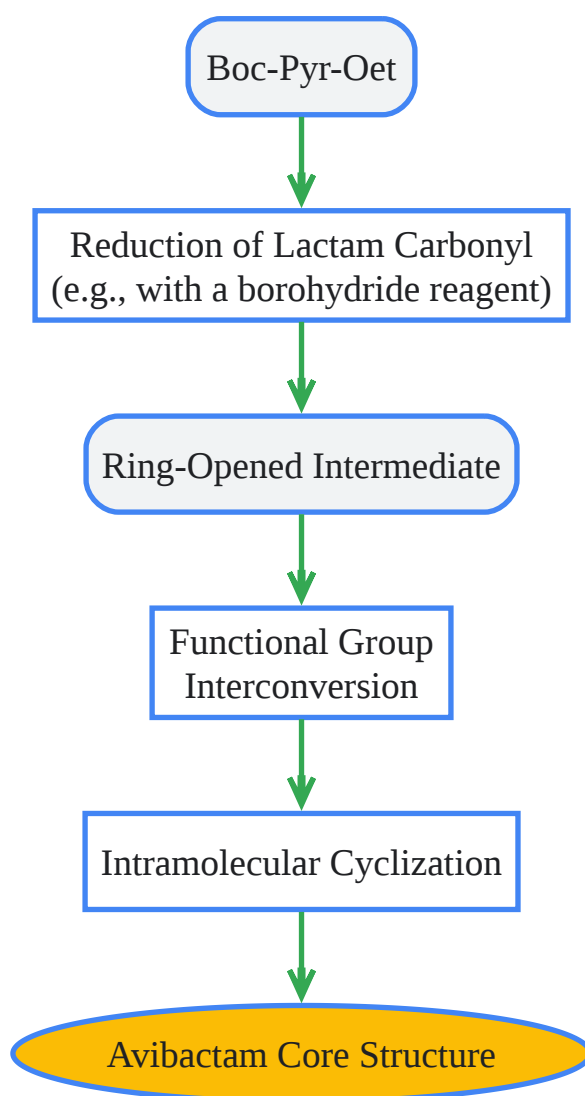 Boc-Pyr-Oet
Reduction of Lactam Carbonyl
(e.g., with a borohydride reagent)
Ring-Opened Intermediate
Functional Group
Interconversion
Intramolecular Cyclization
Avibactam Core Structure